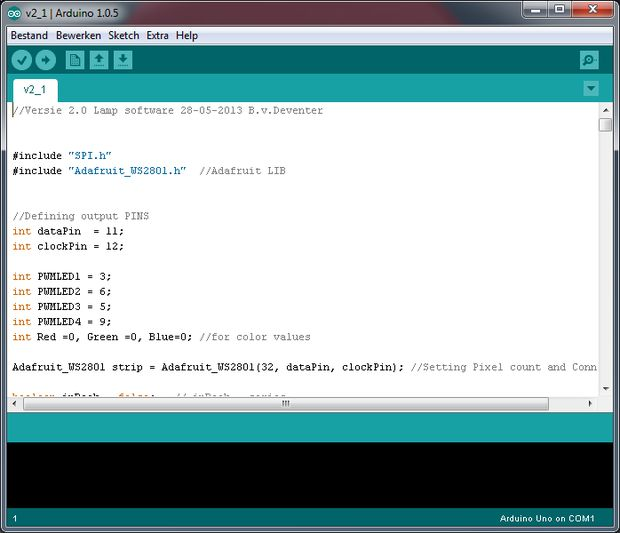 v2_1 | Arduino 1.0.5
Bestand Bewerken Sketch Extra Help
v2_1
//Versie 2.0 Lamp software 28-05-2013 B.v.Deventer
#include "SPI.h"
#include "Adafruit_WS2801.h"  //Adafruit LIB
//Defining output PINS
int dataPin  = 11;
int clockPin = 12;
int PWMLED1 = 3;
int PWMLED2 = 6;
int PWMLED3 = 5;
int PWMLED4 = 9;
int Red =0, Green =0, Blue=0; //for color values
Adafruit_WS2801 strip = Adafruit_WS2801(32, dataPin, clockPin); //Setting Pixel count and Conn
1
Arduino Uno on COM1